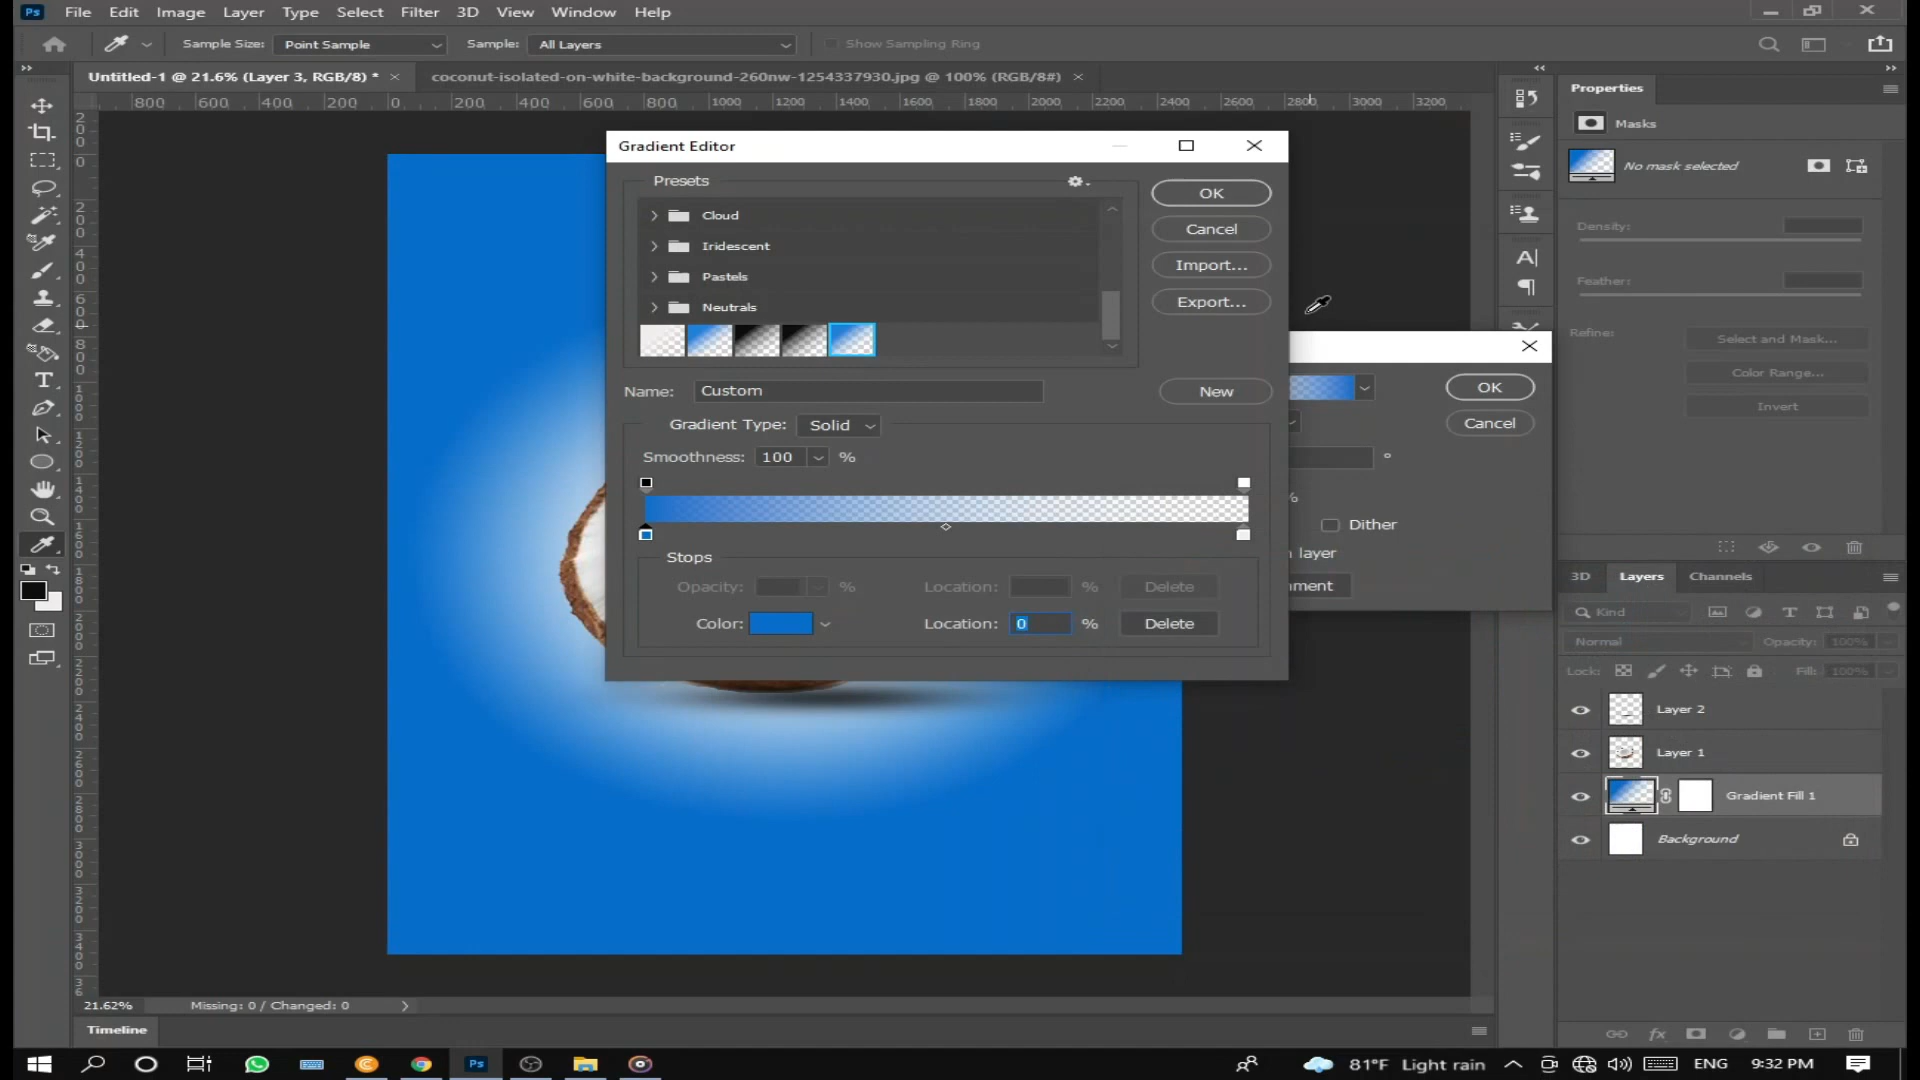 Ps File Edit Image Layer Type Select Filter 3D View Window Help
Sample Size: Point Sample Sample: All Layers Show Sampling Ring
Untitled-1 @ 21.6% (Layer 3, RGB/8) * × coconut-isolated-on-white-background-260nw-1254337930.jpg @ 100% (RGB/8#) ×
800 600 400 200 0 200 400 600 800 1000 1200 1400 1600 1800 2000 2200 2400 2600 2800 3000 3200
Gradient Editor
Presets
Cloud
Iridescent
Pastels
Neutrals
OK
Cancel
Import...
Export...
Name: Custom New
Gradient Type: Solid
Smoothness: 100 %
Stops
Opacity: % Location: % Delete
Color: Location: 0 % Delete
OK
Cancel
°
%
Dither
layer
Properties
Masks
No mask selected
Density:
Feather:
Refine: Select and Mask...
Color Range...
Invert
3D Layers Channels
Kind
Normal Opacity: 100%
Lock: Fill: 100%
Layer 2
Layer 1
Gradient Fill 1
Background
21.62% Missing: 0 / Changed: 0
Timeline
Ps 81°F Light rain ENG 9:32 PM